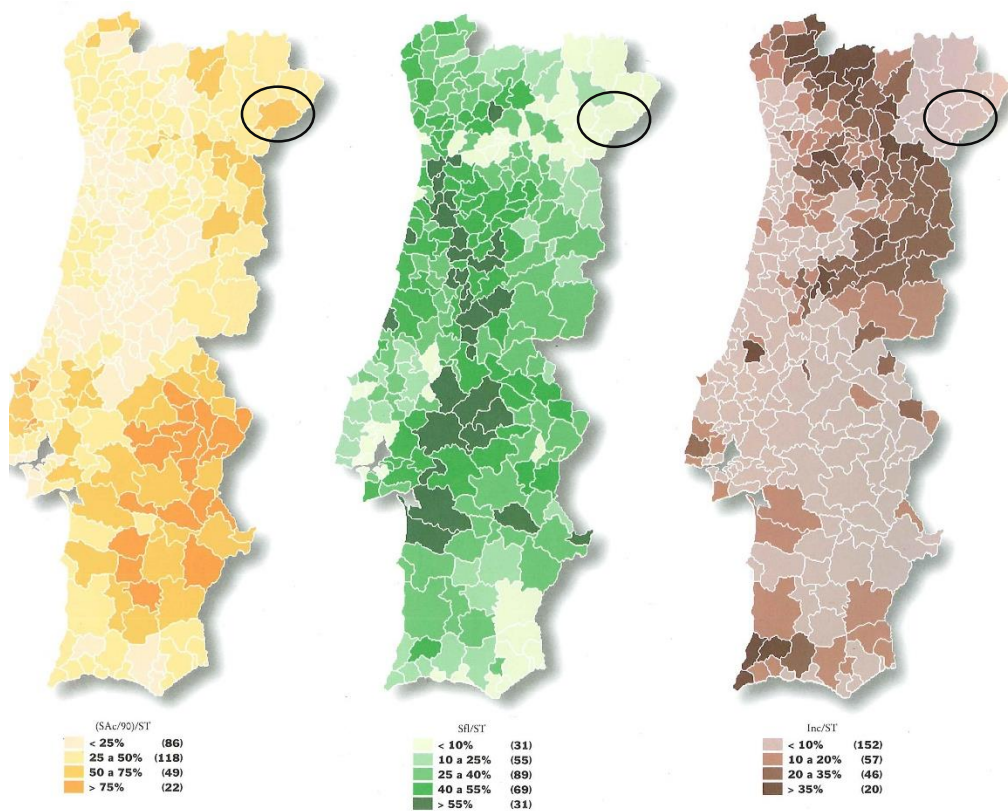 (SAc/90)/ST
< 25% (86)
25 a 50% (118)
50 a 75% (49)
> 75% (22)
Sfl/ST
< 10% (31)
10 a 25% (55)
25 a 40% (89)
40 a 55% (69)
> 55% (31)
Inc/ST
< 10% (152)
10 a 20% (57)
20 a 35% (46)
> 35% (20)